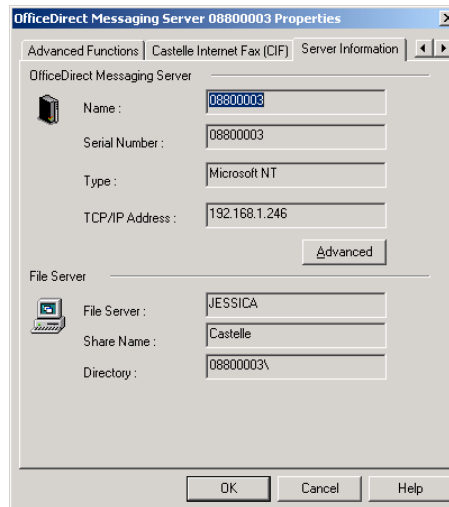 OfficeDirect Messaging Server 08800003 Properties
Advanced Functions Castelle Internet Fax (CIF) Server Information
OfficeDirect Messaging Server
Name : 08800003
Serial Number : 08800003
Type : Microsoft NT
TCP/IP Address : 192.168.1.246
Advanced
File Server
File Server : JESSICA
Share Name : Castelle
Directory : 08800003\
OK Cancel Help